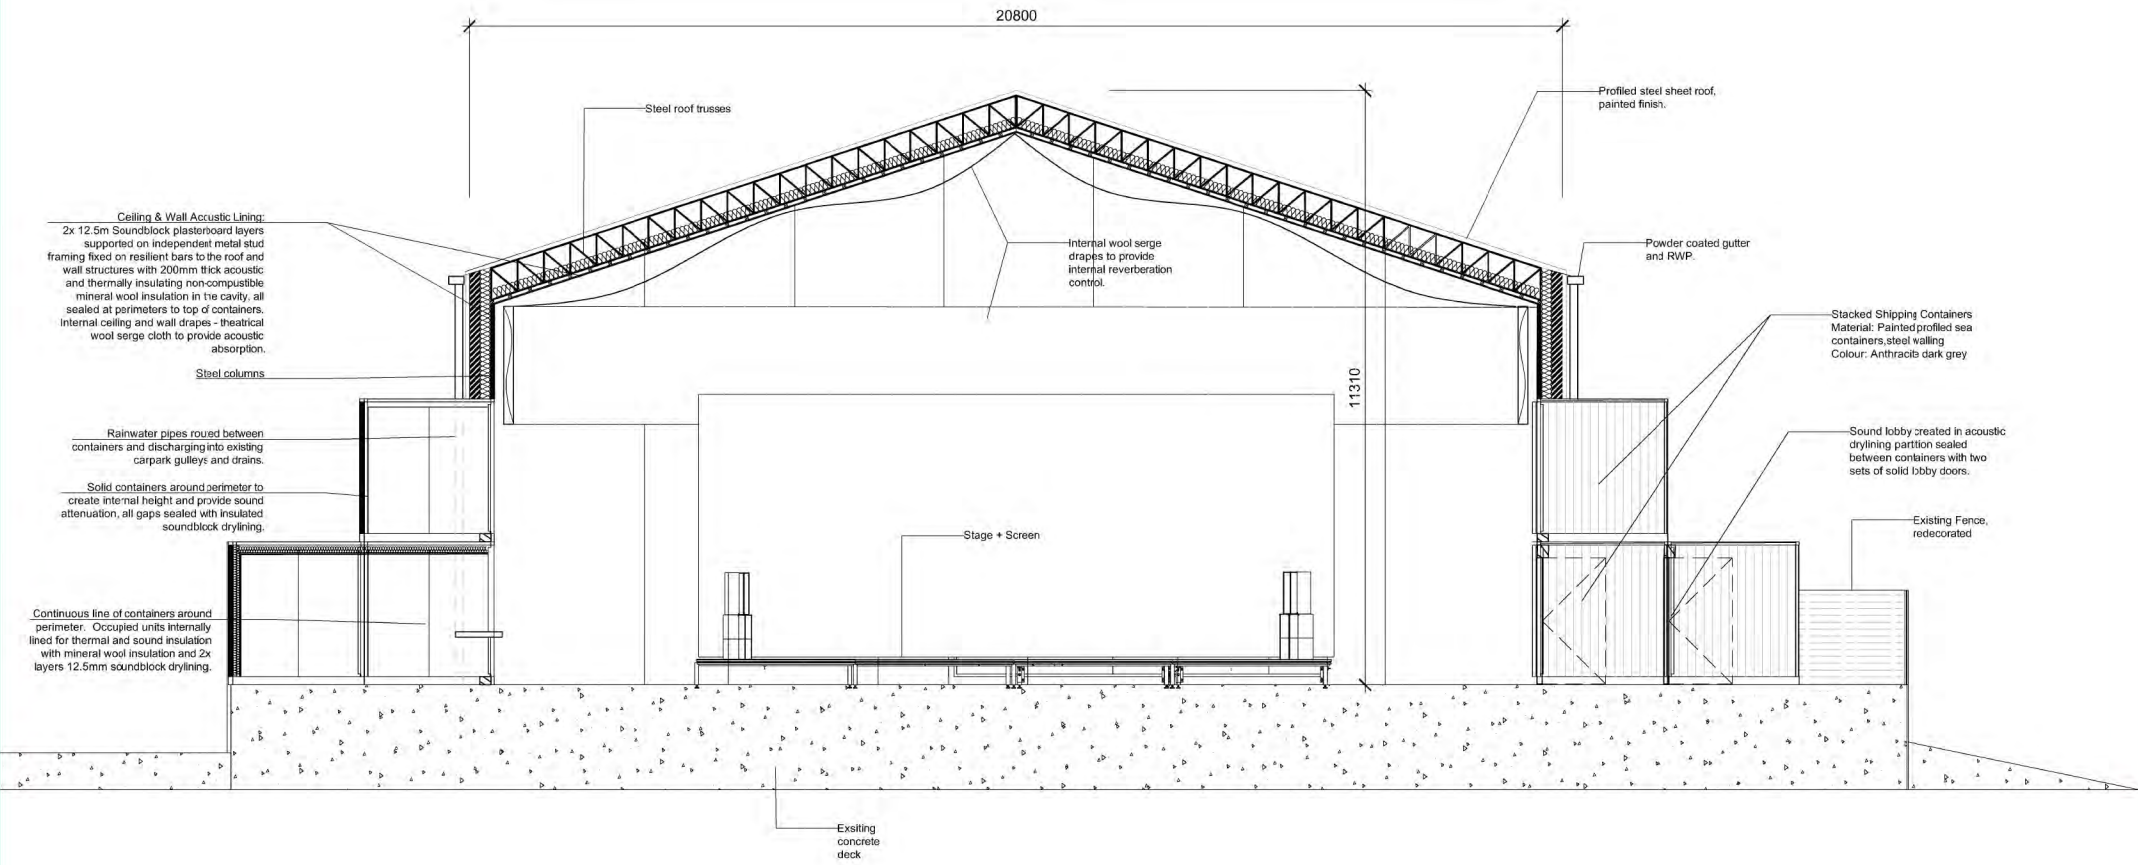 20800
Steel roof trusses
Profiled steel sheet roof,
painted finish.
Ceiling & Wall Acoustic Lining:
2x 12.5m Soundblock plasterboard layers
supported on independent metal stud
framing fixed on resilient bars to the roof and
wall structures with 200mm thick acoustic
and thermally insulating non-compustible
mineral wool insulation in the cavity, all
sealed at perimeters to top of containers.
Internal ceiling and wall drapes - theatrical
wool serge cloth to provide acoustic
absorption.
Internal wool serge
drapes to provide
internal reverberation
control.
Powder coated gutter
and RWP.
Stacked Shipping Containers
Material: Painted profiled sea
containers,steel walling
Colour: Anthracite dark grey
Steel columns
11310
Rainwater pipes routed between
containers and discharging into existing
carpark gulleys and drains.
Sound lobby created in acoustic
drylining partition sealed
between containers with two
sets of solid lobby doors.
Solid containers around perimeter to
create internal height and provide sound
attenuation, all gaps sealed with insulated
soundblock drylining.
Stage + Screen
Existing Fence,
redecorated
Continuous line of containers around
perimeter. Occupied units internally
lined for thermal and sound insulation
with mineral wool insulation and 2x
layers 12.5mm soundblock drylining.
Exsiting
concrete
deck